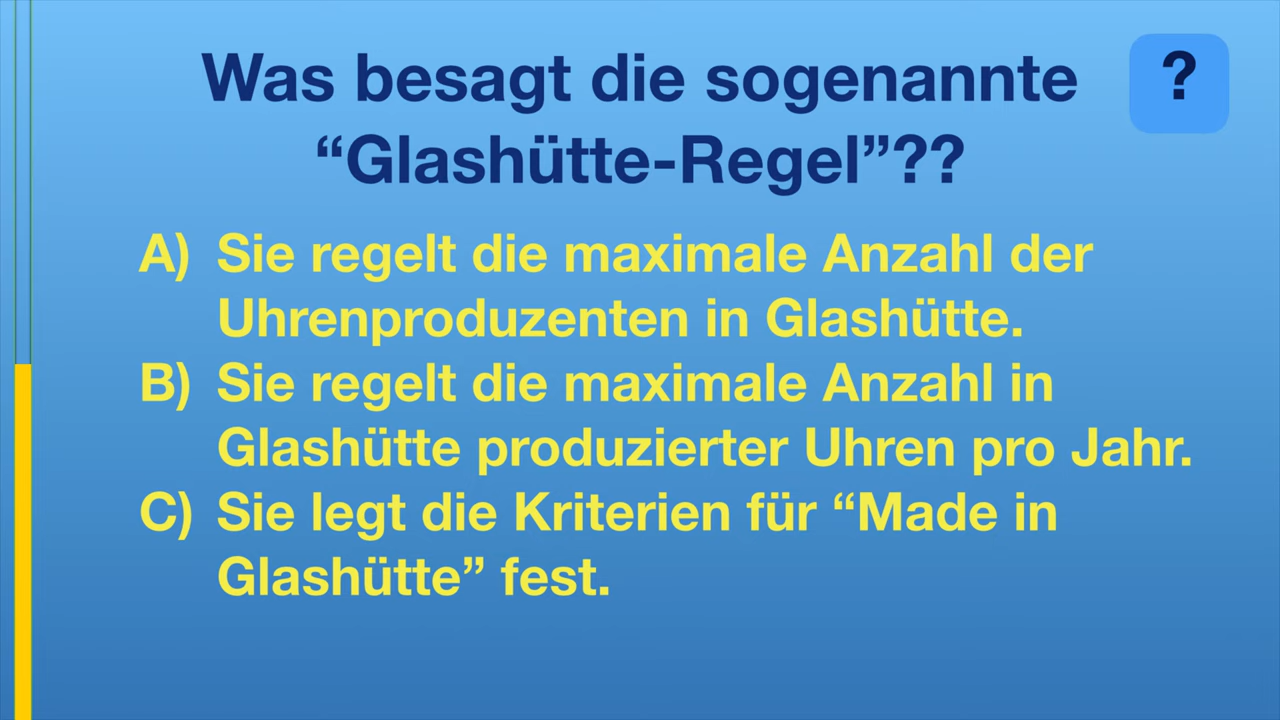 Was besagt die sogenannte
?
“Glashütte-Regel”??
A) Sie regelt die maximale Anzahl der
Uhrenproduzenten in Glashütte.
B) Sie regelt die maximale Anzahl in
Glashütte produzierter Uhren pro Jahr.
C) Sie legt die Kriterien für “Made in
Glashütte” fest.